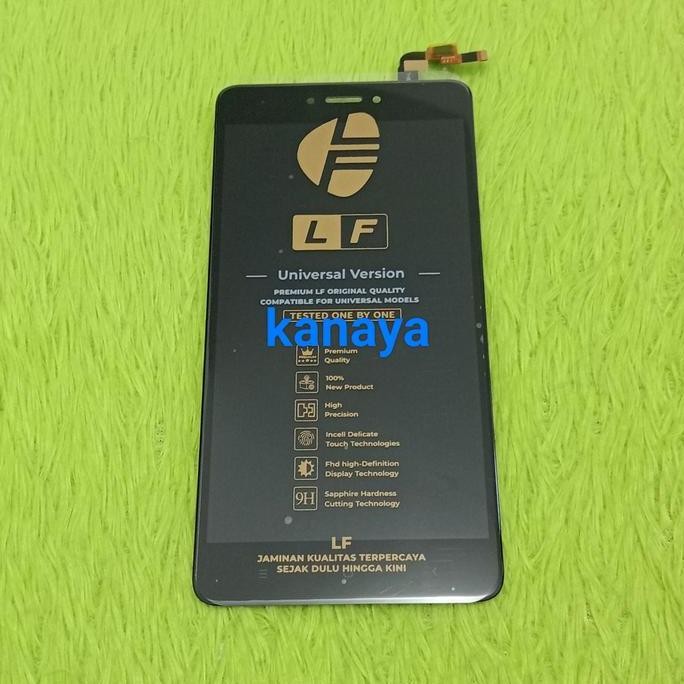 LF
L F
Universal Version
PREMIUM LF ORIGINAL QUALITY
COMPATIBLE FOR UNIVERSAL MODELS
TESTED ONE BY ONE
kanaya
PREMIUM
Premium
Quality
100%
New Product
High
Precision
Incell Delicate
Touch Technologies
Fhd high-Definition
Display Technology
9H
Sapphire Hardness
Cutting Technology
LF
JAMINAN KUALITAS TERPERCAYA
SEJAK DULU HINGGA KINI